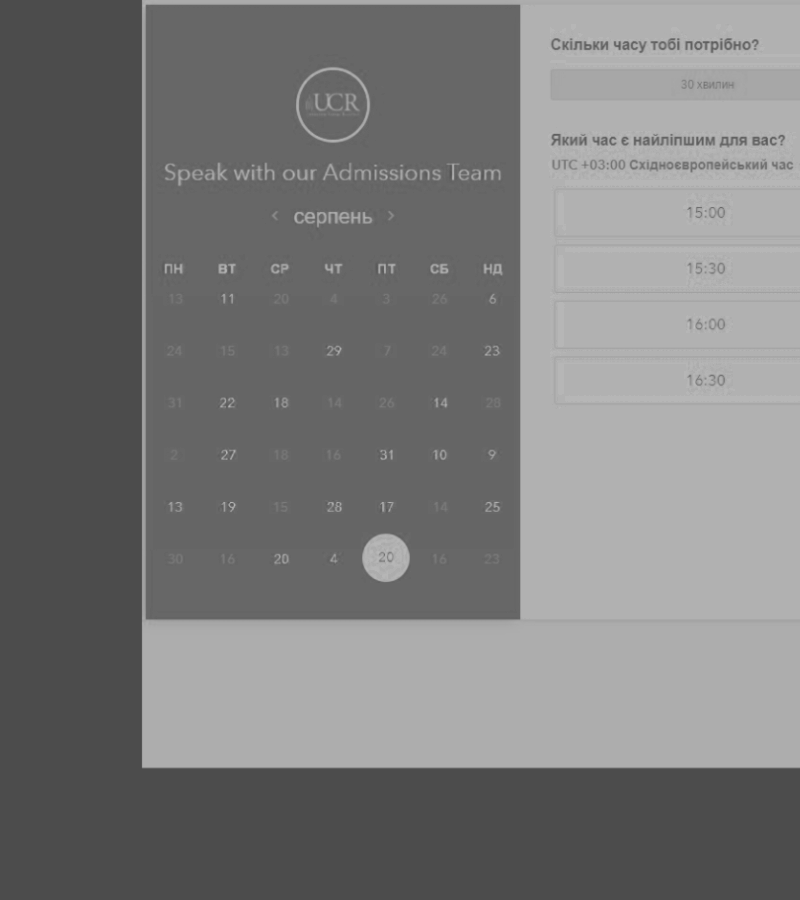 Скільки часу тобі потрібно?
30 хвилин
UCR
Speak with our Admissions Team
< серпень >
ПН ВТ СР ЧТ ПТ СБ НД
13 11 20 4 3 26 6
24 15 13 29 7 24 23
31 22 18 14 26 14 28
2 27 18 16 31 10 9
13 19 15 28 17 14 25
30 16 20 4 20 16 23
Який час є найліпшим для вас?
UTC +03:00 Східноєвропейський час
15:00
15:30
16:00
16:30